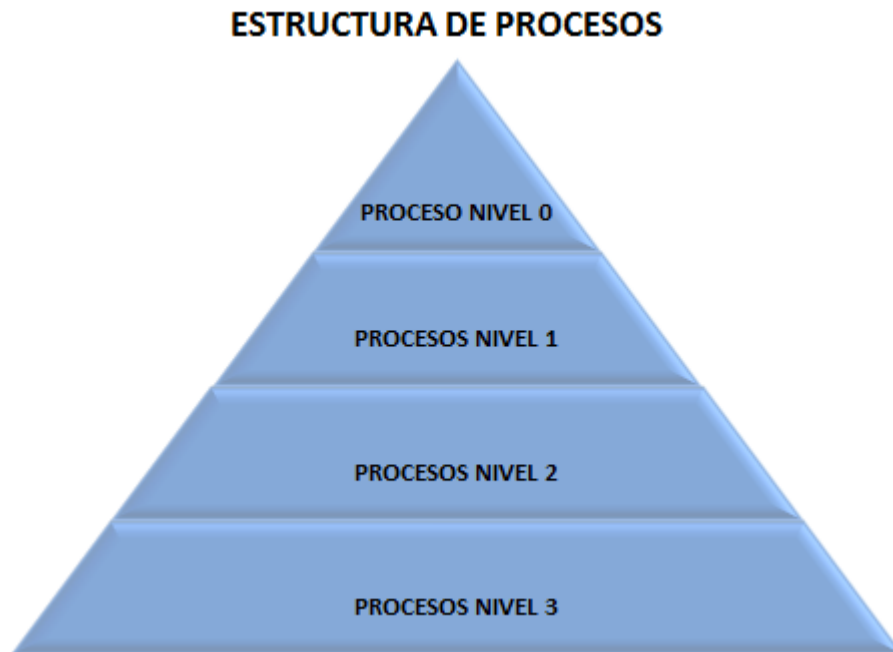 ESTRUCTURA DE PROCESOS
PROCESO NIVEL 0
PROCESOS NIVEL 1
PROCESOS NIVEL 2
PROCESOS NIVEL 3